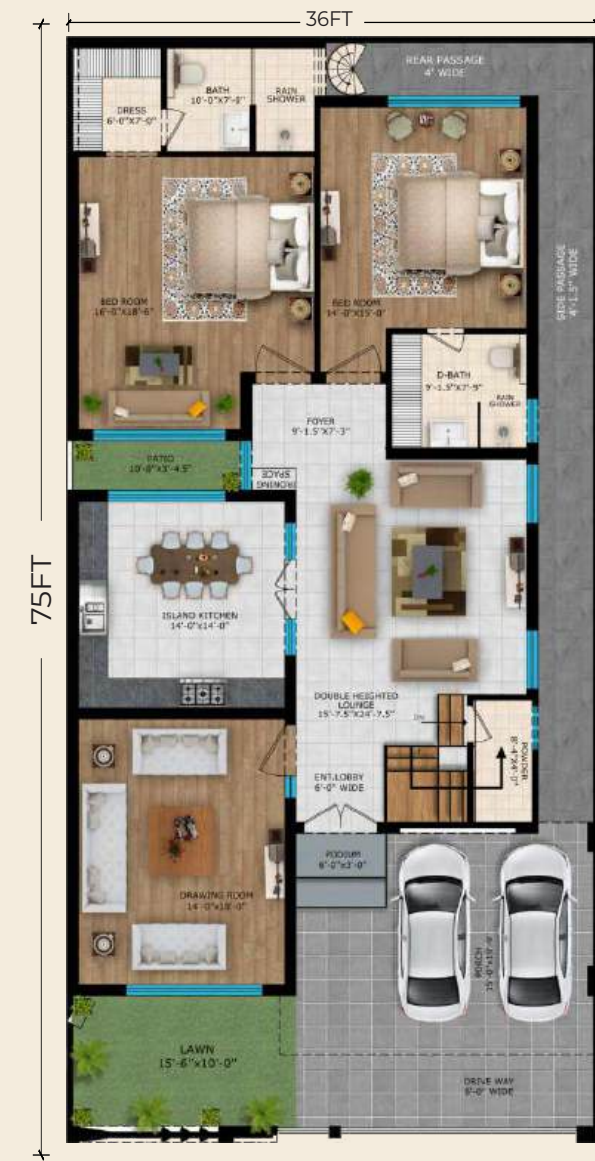 36FT
REAR PASSAGE
4' WIDE
BATH
10'-0"X7'-0"
RAIN
SHOWER
DRESS
6'-0"X7'-0"
SIDE PASSAGE
4'-1.5" WIDE
BED ROOM
16'-0"X18'-6"
BED ROOM
14'-0"X15'-0"
D-BATH
9'-1.5"X7'-9"
RAIN
SHOWER
FOYER
9'-1.5"X7'-3"
PATIO
10'-0"X3'-4.5"
IRONING
SPACE
75FT
ISLAND KITCHEN
14'-0"X14'-0"
DOUBLE HEIGHTED
LOUNGE
15'-7.5"X24'-7.5"
POWDER
ENT.LOBBY
6'-0" WIDE
PODIUM
6'-0"x3'-0"
DRAWING ROOM
14'-0"x18'-0"
PORCH
LAWN
15'-6"x10'-0"
DRIVE WAY